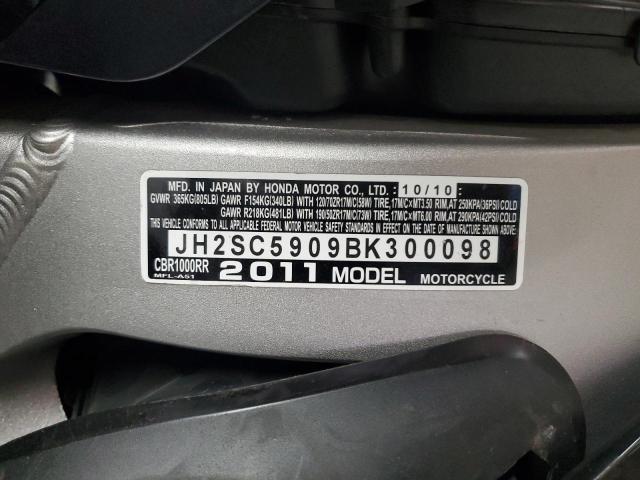 MFD. IN JAPAN BY HONDA MOTOR CO., LTD. :10/10:
GVWR 365KG(805LB) GAWR F154KG(340LB) WITH 120/70ZR17M/C(58W) TIRE, 17M/C×MT3.50 RIM, AT 250KPA(36PSI) COLD
GAWR R218KG(481LB) WITH 190/50ZR17M/C(73W) TIRE, 17M/C×MT6.00 RIM, AT 290KPA(42PSI) COLD
THIS VEHICLE CONFORMS TO ALL APPLICABLE FEDERAL MOTOR VEHICLE SAFETY STANDARDS IN EFFECT ON THE DATE OF MANUFACTURE SHOWN ABOVE.
JH2SC5909BK300098
CBR1000RR 2011 MODEL MOTORCYCLE
MFL-A51